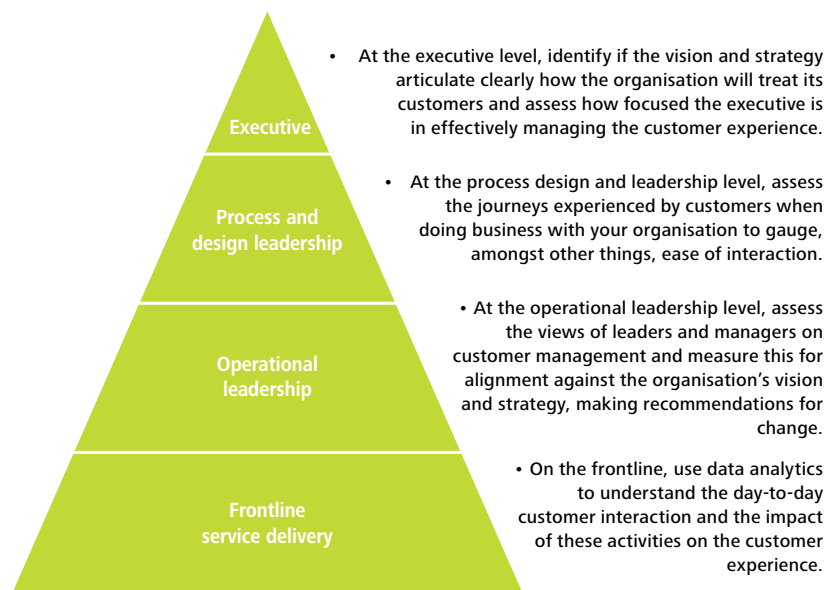 Executive
• At the executive level, identify if the vision and strategy
articulate clearly how the organisation will treat its
customers and assess how focused the executive is
in effectively managing the customer experience.
Process and
design leadership
• At the process design and leadership level, assess
the journeys experienced by customers when
doing business with your organisation to gauge,
amongst other things, ease of interaction.
Operational
leadership
• At the operational leadership level, assess
the views of leaders and managers on
customer management and measure this for
alignment against the organisation’s vision
and strategy, making recommendations for
change.
Frontline
service delivery
• On the frontline, use data analytics
to understand the day-to-day
customer interaction and the impact
of these activities on the customer
experience.